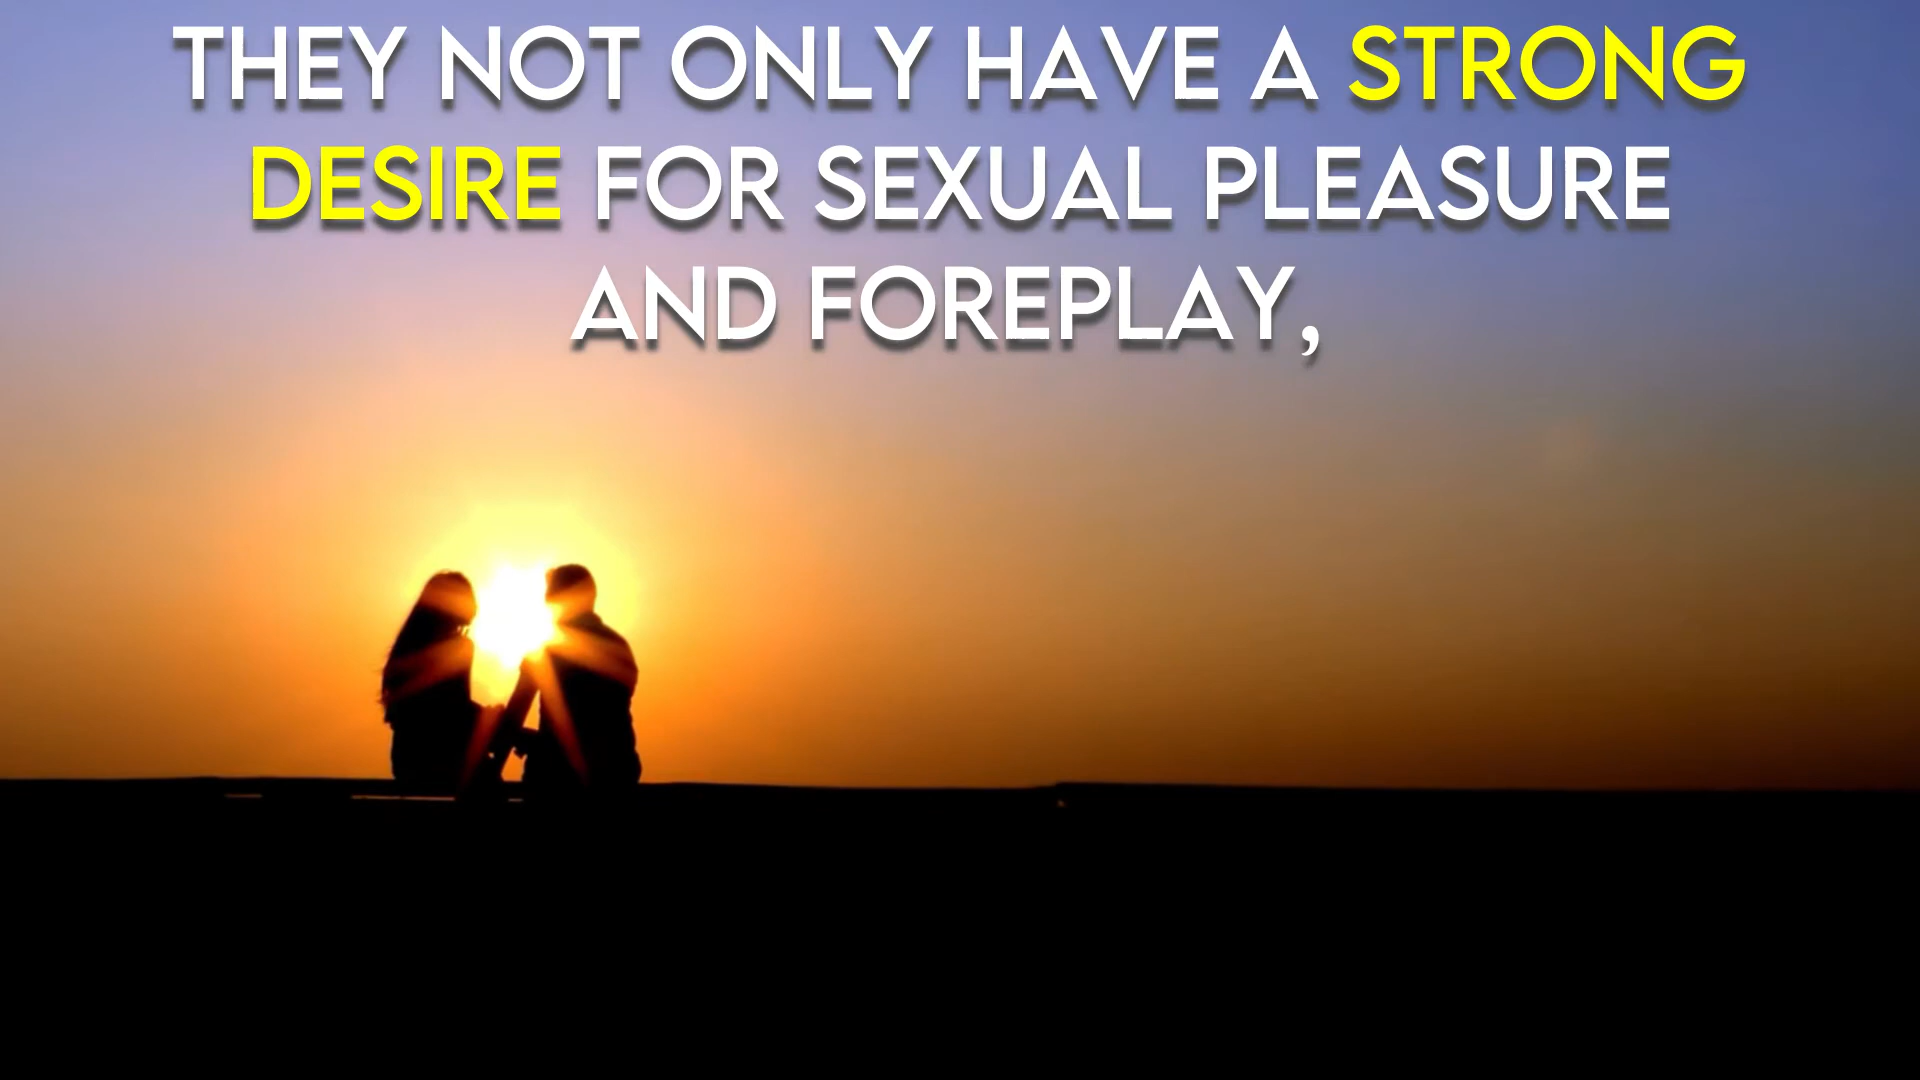 THEY NOT ONLY HAVE A STRONG
DESIRE FOR SEXUAL PLEASURE
AND FOREPLAY,